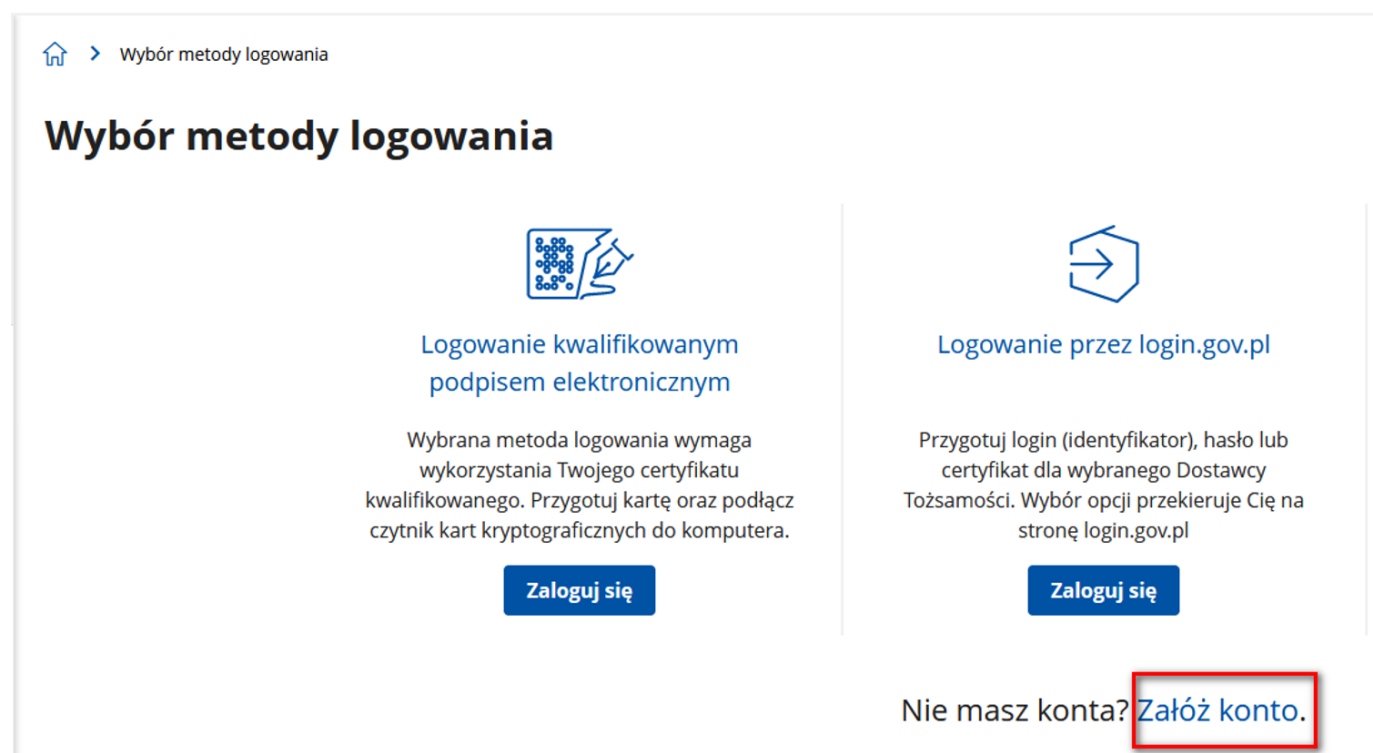 Wybór metody logowania
Wybór metody logowania
Logowanie kwalifikowanym
podpisem elektronicznym
Wybrana metoda logowania wymaga
wykorzystania Twojego certyfikatu
kwalifikowanego. Przygotuj kartę oraz podłącz
czytnik kart kryptograficznych do komputera.
Zaloguj się
Logowanie przez login.gov.pl
Przygotuj login (identyfikator), hasło lub
certyfikat dla wybranego Dostawcy
Tożsamości. Wybór opcji przekieruje Cię na
stronę login.gov.pl
Zaloguj się
Nie masz konta? Załóż konto.